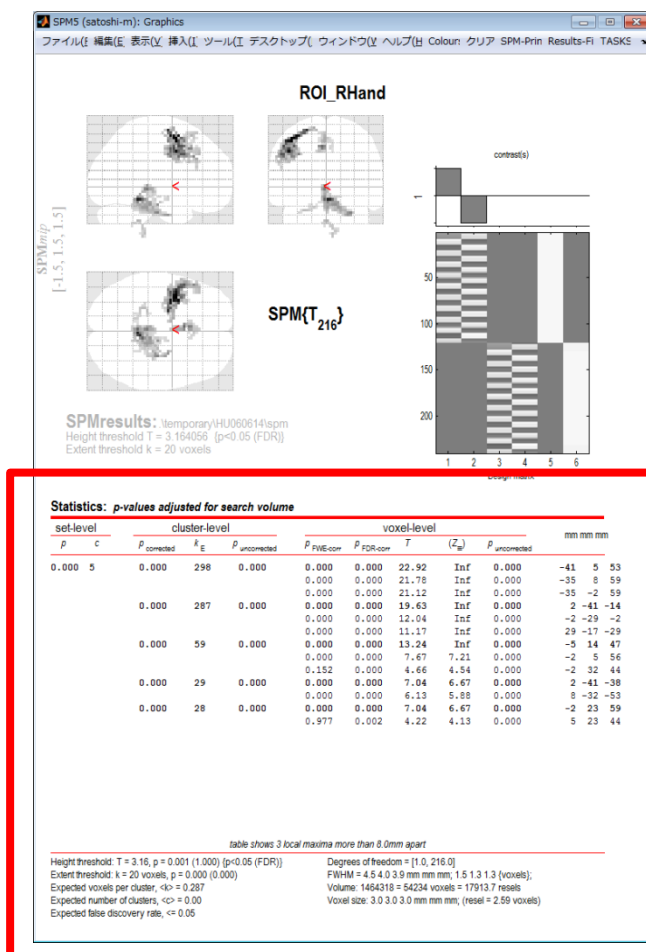 SPM5 (satoshi-m): Graphics
ファイル(F 編集(E 表示(V 挿入(I ツール(T デスクトップ( ウィンドウ(W ヘルプ(H Colour: クリア SPM-Prin Results-Fi TASKS
ROI_RHand
contrast(s)
1
SPMmip
[-1.5, 1.5, 1.5]
<
<
<
SPM{T216}
50
100
150
200
1 2 3 4 5 6
Design matrix
SPMresults: .\temporary\HU060614\spm
Height threshold T = 3.164056 {p<0.05 (FDR)}
Extent threshold k = 20 voxels
Statistics: p-values adjusted for search volume
set-level cluster-level voxel-level mm mm mm
p c p corrected k E p uncorrected p FWE-corr p FDR-corr T (Z≡) p uncorrected
0.000 5 0.000 298 0.000 0.000 0.000 22.92 Inf 0.000 -41 5 53
0.000 0.000 21.78 Inf 0.000 -35 8 59
0.000 0.000 21.12 Inf 0.000 -35 -2 59
0.000 287 0.000 0.000 0.000 19.63 Inf 0.000 2 -41 -14
0.000 0.000 12.04 Inf 0.000 -2 -29 -2
0.000 0.000 11.17 Inf 0.000 29 -17 -29
0.000 59 0.000 0.000 0.000 13.24 Inf 0.000 -5 14 47
0.000 0.000 7.67 7.21 0.000 -2 5 56
0.152 0.000 4.66 4.54 0.000 -2 32 44
0.000 29 0.000 0.000 0.000 7.04 6.67 0.000 2 -41 -38
0.000 0.000 6.13 5.88 0.000 8 -32 -53
0.000 28 0.000 0.000 0.000 7.04 6.67 0.000 -2 23 59
0.977 0.002 4.22 4.13 0.000 5 23 44
table shows 3 local maxima more than 8.0mm apart
Height threshold: T = 3.16, p = 0.001 (1.000) {p<0.05 (FDR)}
Extent threshold: k = 20 voxels, p = 0.000 (0.000)
Expected voxels per cluster, <k> = 0.287
Expected number of clusters, <c> = 0.00
Expected false discovery rate, <= 0.05
Degrees of freedom = [1.0, 216.0]
FWHM = 4.5 4.0 3.9 mm mm mm; 1.5 1.3 1.3 {voxels};
Volume: 1464318 = 54234 voxels = 17913.7 resels
Voxel size: 3.0 3.0 3.0 mm mm mm; (resel = 2.59 voxels)